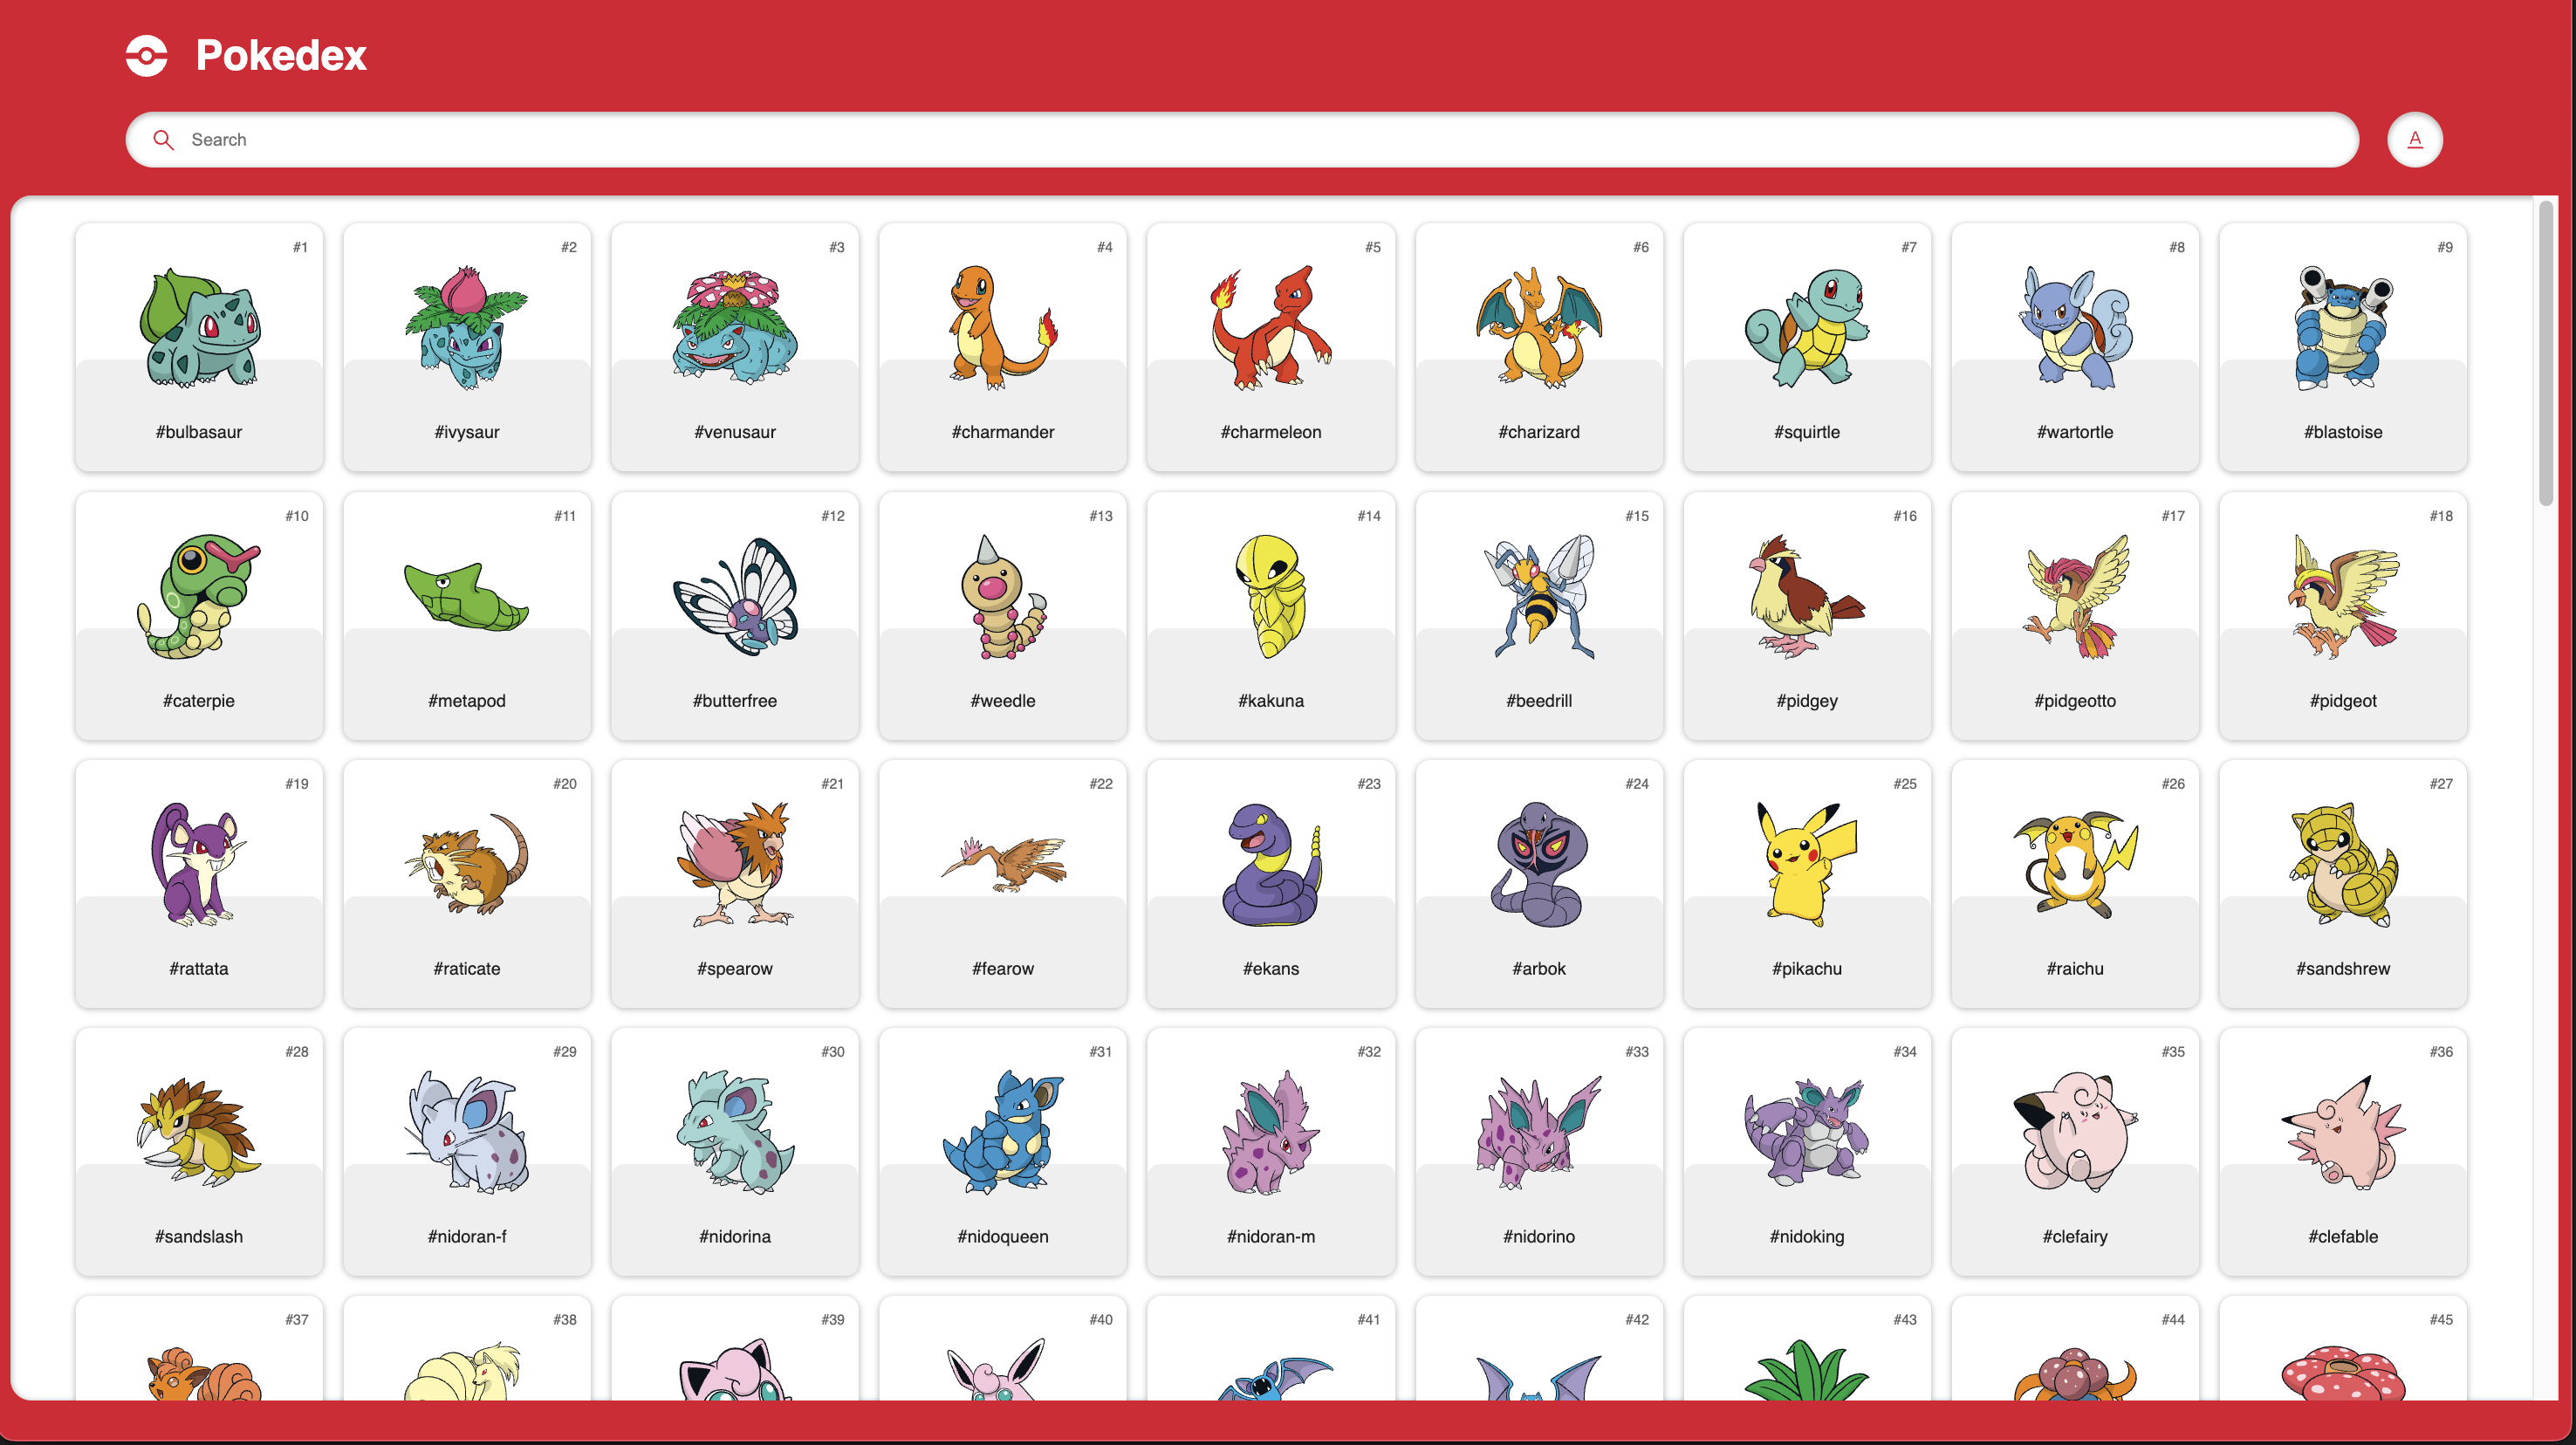 Pokedex
Search
A
#1 #2 #3 #4 #5 #6 #7 #8 #9
#bulbasaur #ivysaur #venusaur #charmander #charmeleon #charizard #squirtle #wartortle #blastoise
#10 #11 #12 #13 #14 #15 #16 #17 #18
#caterpie #metapod #butterfree #weedle #kakuna #beedrill #pidgey #pidgeotto #pidgeot
#19 #20 #21 #22 #23 #24 #25 #26 #27
#rattata #raticate #spearow #fearow #ekans #arbok #pikachu #raichu #sandshrew
#28 #29 #30 #31 #32 #33 #34 #35 #36
#sandslash #nidoran-f #nidorina #nidoqueen #nidoran-m #nidorino #nidoking #clefairy #clefable
#37 #38 #39 #40 #41 #42 #43 #44 #45